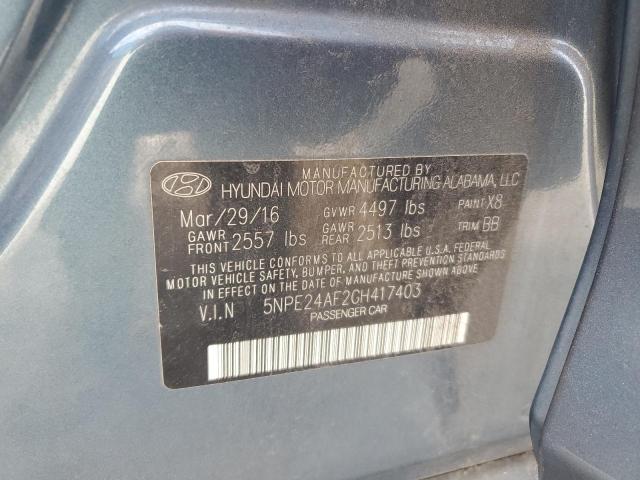 MANUFACTURED BY
HYUNDAI MOTOR MANUFACTURING ALABAMA, LLC
Mar/29/16 GVWR 4497 lbs PAINT X8
GAWR FRONT 2557 lbs GAWR REAR 2513 lbs TRIM BB
THIS VEHICLE CONFORMS TO ALL APPLICABLE U.S.A. FEDERAL
MOTOR VEHICLE SAFETY, BUMPER, AND THEFT PREVENTION STANDARDS
IN EFFECT ON THE DATE OF MANUFACTURE SHOWN ABOVE.
V.I.N 5NPE24AF2GH417403
PASSENGER CAR